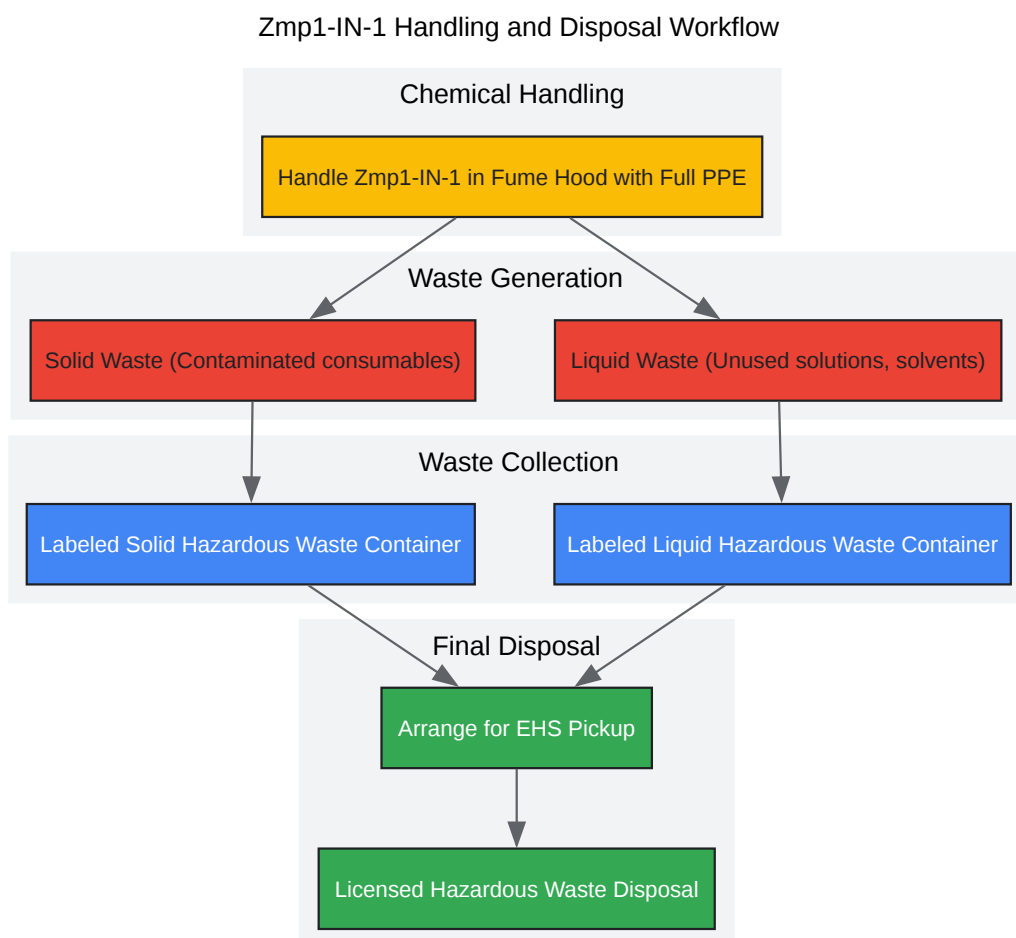 Zmp1-IN-1 Handling and Disposal Workflow
Chemical Handling
Handle Zmp1-IN-1 in Fume Hood with Full PPE
Waste Generation
Solid Waste (Contaminated consumables)
Liquid Waste (Unused solutions, solvents)
Waste Collection
Labeled Solid Hazardous Waste Container
Labeled Liquid Hazardous Waste Container
Final Disposal
Arrange for EHS Pickup
Licensed Hazardous Waste Disposal